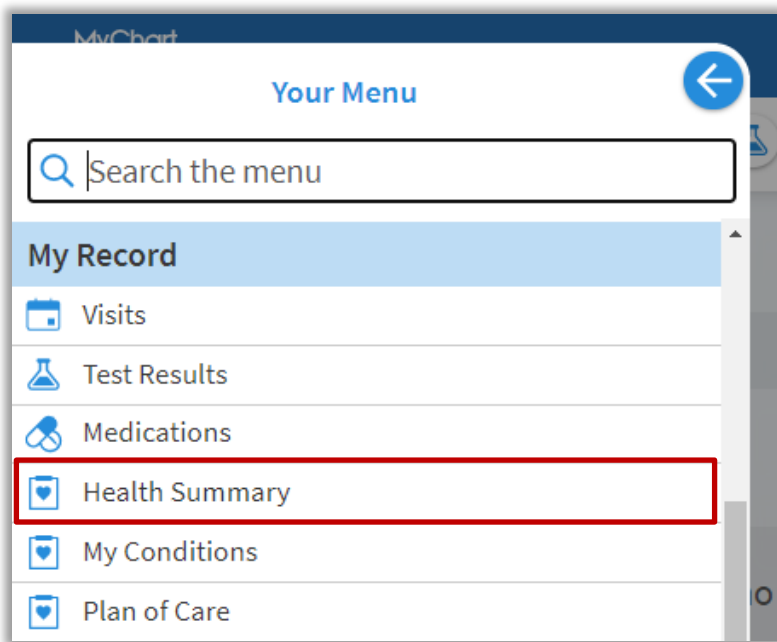 MyChart
Your Menu
Search the menu
My Record
Visits
Test Results
Medications
Health Summary
My Conditions
Plan of Care